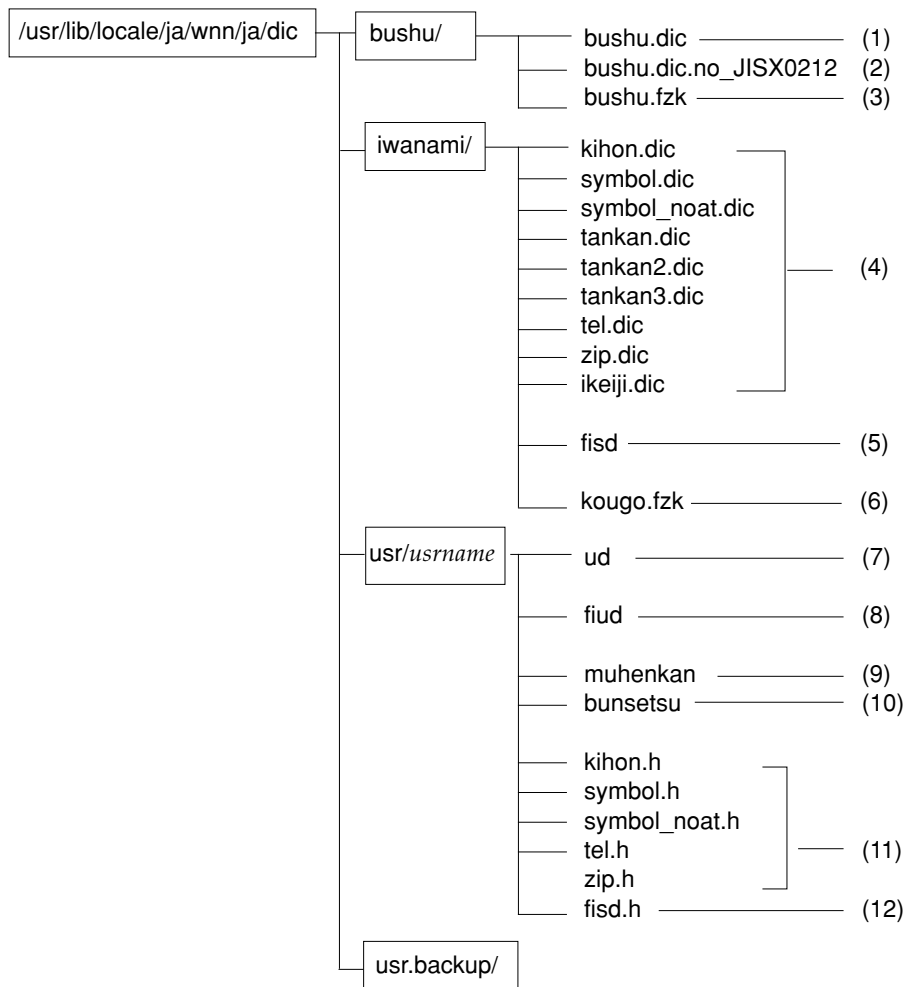 /usr/lib/locale/ja/wnn/ja/dic
bushu/
bushu.dic (1)
bushu.dic.no_JISX0212 (2)
bushu.fzk (3)
iwanami/
kihon.dic
symbol.dic
symbol_noat.dic
tankan.dic
tankan2.dic
tankan3.dic
tel.dic
zip.dic
ikeiji.dic
(4)
fisd (5)
kougo.fzk (6)
usr/usrname
ud (7)
fiud (8)
muhenkan (9)
bunsetsu (10)
kihon.h
symbol.h
symbol_noat.h
tel.h
zip.h
(11)
fisd.h (12)
usr.backup/